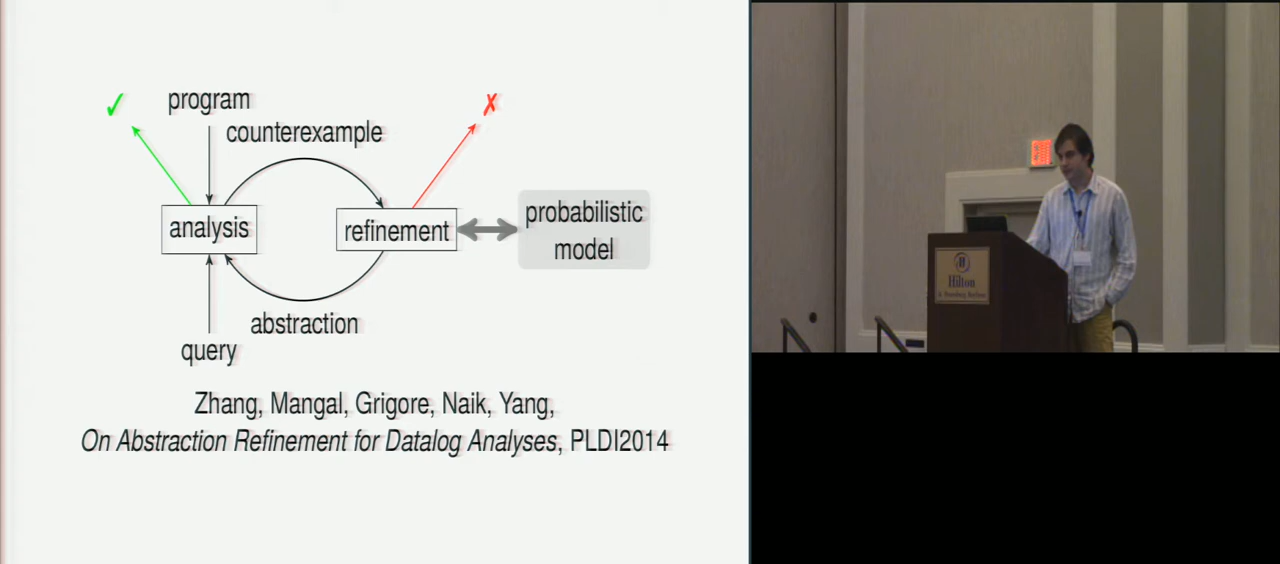 ✓
program
✗
counterexample
analysis
refinement
probabilistic
model
abstraction
query
Zhang, Mangal, Grigore, Naik, Yang,
On Abstraction Refinement for Datalog Analyses, PLDI2014
Hilton